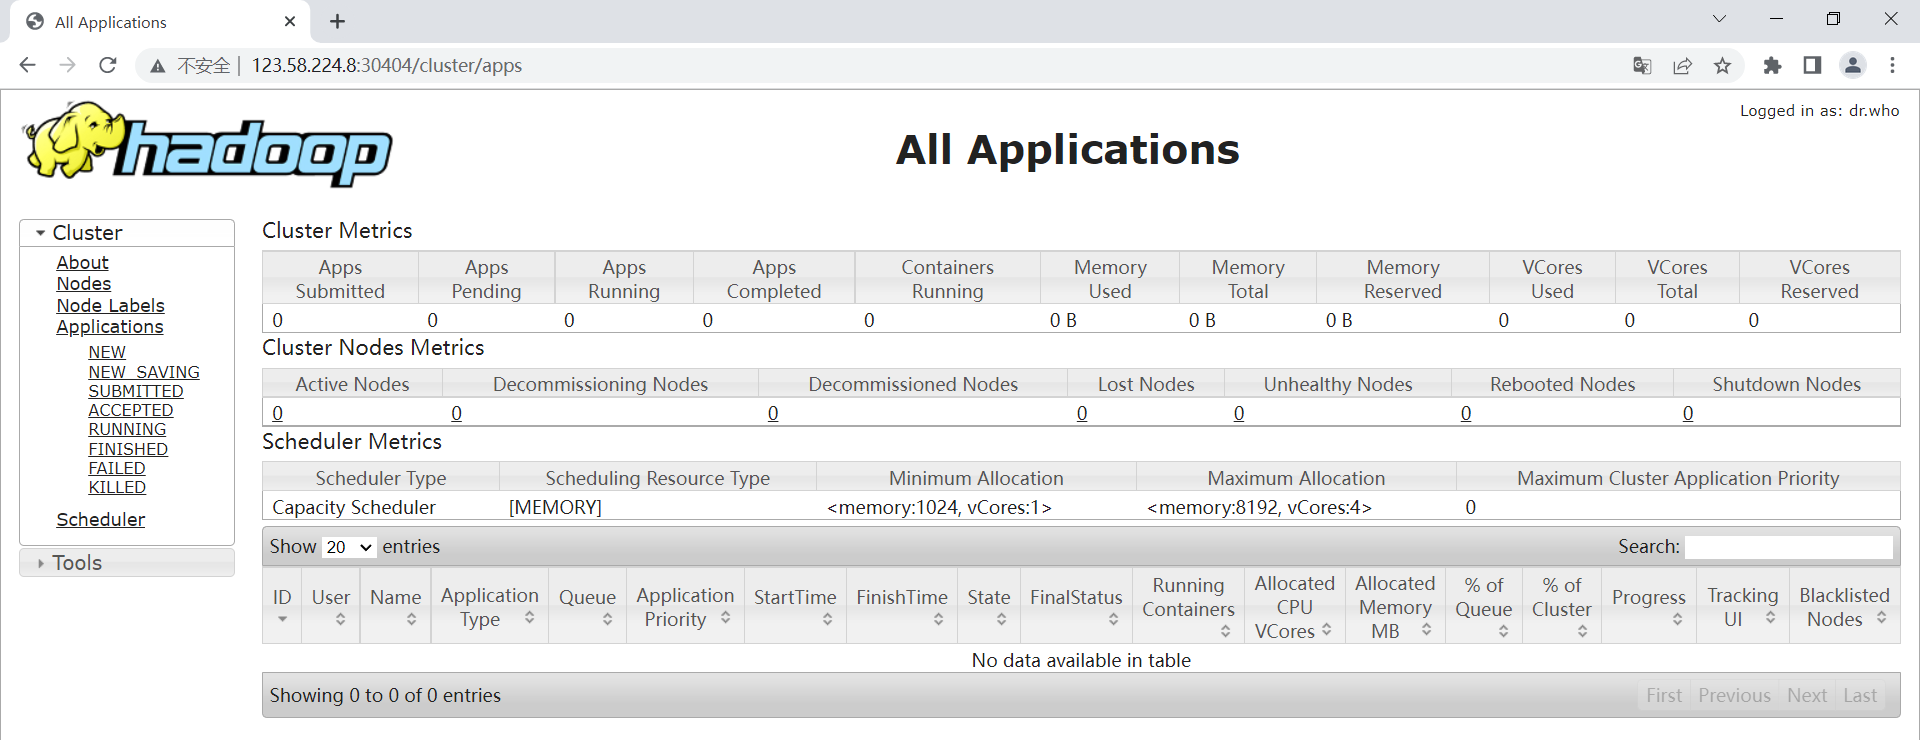 All Applications
不安全 | 123.58.224.8:30404/cluster/apps
Logged in as: dr.who
hadoop
All Applications
Cluster
About
Nodes
Node Labels
Applications
NEW
NEW_SAVING
SUBMITTED
ACCEPTED
RUNNING
FINISHED
FAILED
KILLED
Scheduler
Tools
Cluster Metrics
Apps Submitted Apps Pending Apps Running Apps Completed Containers Running Memory Used Memory Total Memory Reserved VCores Used VCores Total VCores Reserved
0 0 0 0 0 0 B 0 B 0 B 0 0 0
Cluster Nodes Metrics
Active Nodes Decommissioning Nodes Decommissioned Nodes Lost Nodes Unhealthy Nodes Rebooted Nodes Shutdown Nodes
0 0 0 0 0 0 0
Scheduler Metrics
Scheduler Type Scheduling Resource Type Minimum Allocation Maximum Allocation Maximum Cluster Application Priority
Capacity Scheduler [MEMORY] <memory:1024, vCores:1> <memory:8192, vCores:4> 0
Show 20 entries Search:
ID User Name Application Type Queue Application Priority StartTime FinishTime State FinalStatus Running Containers Allocated CPU VCores Allocated Memory MB % of Queue % of Cluster Progress Tracking UI Blacklisted Nodes
No data available in table
Showing 0 to 0 of 0 entries First Previous Next Last